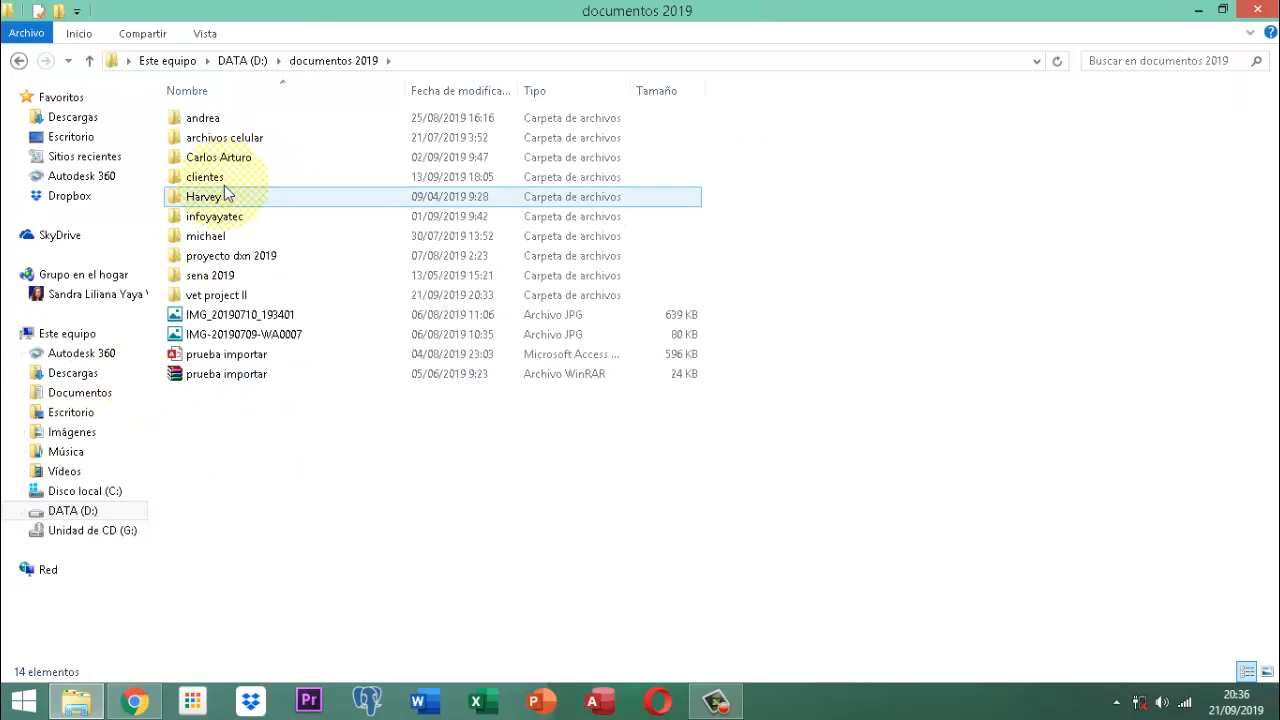 documentos 2019
Archivo Inicio Compartir Vista
Este equipo DATA (D:) documentos 2019 Buscar en documentos 2019
Nombre Fecha de modifica... Tipo Tamaño
Favoritos
Descargas
Escritorio
Sitios recientes
Autodesk 360
Dropbox
SkyDrive
Grupo en el hogar
Sandra Liliana Yaya
Este equipo
Autodesk 360
Descargas
Documentos
Escritorio
Imágenes
Música
Vídeos
Disco local (C:)
DATA (D:)
Unidad de CD (G:)
Red
andrea 25/08/2019 16:16 Carpeta de archivos
archivos celular 21/07/2019 3:52 Carpeta de archivos
Carlos Arturo 02/09/2019 9:47 Carpeta de archivos
clientes 13/09/2019 18:05 Carpeta de archivos
Harvey 09/04/2019 9:28 Carpeta de archivos
infoyayatec 01/09/2019 9:42 Carpeta de archivos
michael 30/07/2019 13:52 Carpeta de archivos
proyecto dxn 2019 07/08/2019 2:23 Carpeta de archivos
sena 2019 13/05/2019 15:21 Carpeta de archivos
vet project II 21/09/2019 20:33 Carpeta de archivos
IMG_20190710_193401 06/08/2019 11:06 Archivo JPG 639 KB
IMG-20190709-WA0007 06/08/2019 10:35 Archivo JPG 80 KB
prueba importar 04/08/2019 23:03 Microsoft Access ... 596 KB
prueba importar 05/06/2019 9:23 Archivo WinRAR 24 KB
14 elementos
Pr
20:36
21/09/2019